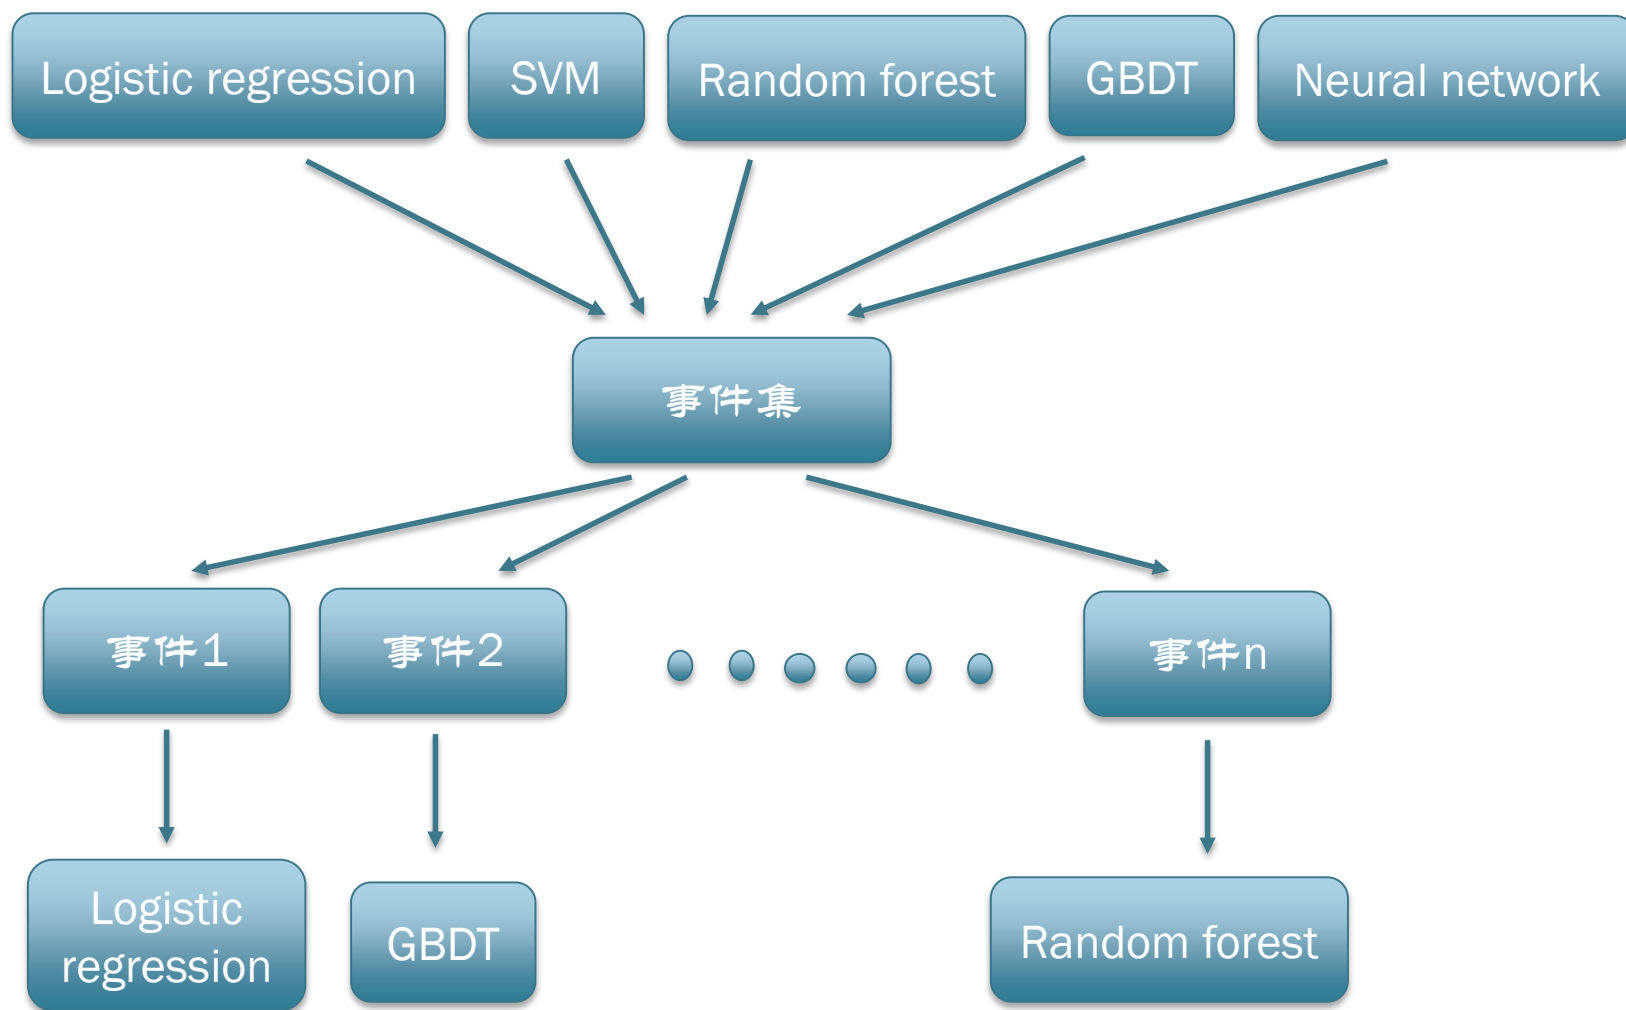 Logistic regression
SVM
Random forest
GBDT
Neural network
事件集
事件1
事件2
事件n
Logistic
regression
GBDT
Random forest